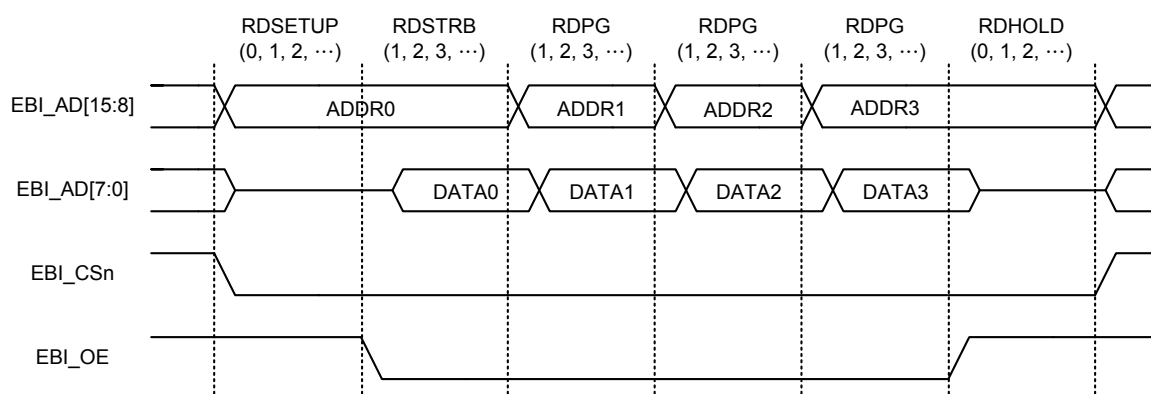 RDSETUP RDSTRB RDPG RDPG RDPG RDHOLD
(0, 1, 2, ⋯) (1, 2, 3, ⋯) (1, 2, 3, ⋯) (1, 2, 3, ⋯) (1, 2, 3, ⋯) (0, 1, 2, ⋯)
EBI_AD[15:8] ADDR0 ADDR1 ADDR2 ADDR3
EBI_AD[7:0] DATA0 DATA1 DATA2 DATA3
EBI_CSn
EBI_OE